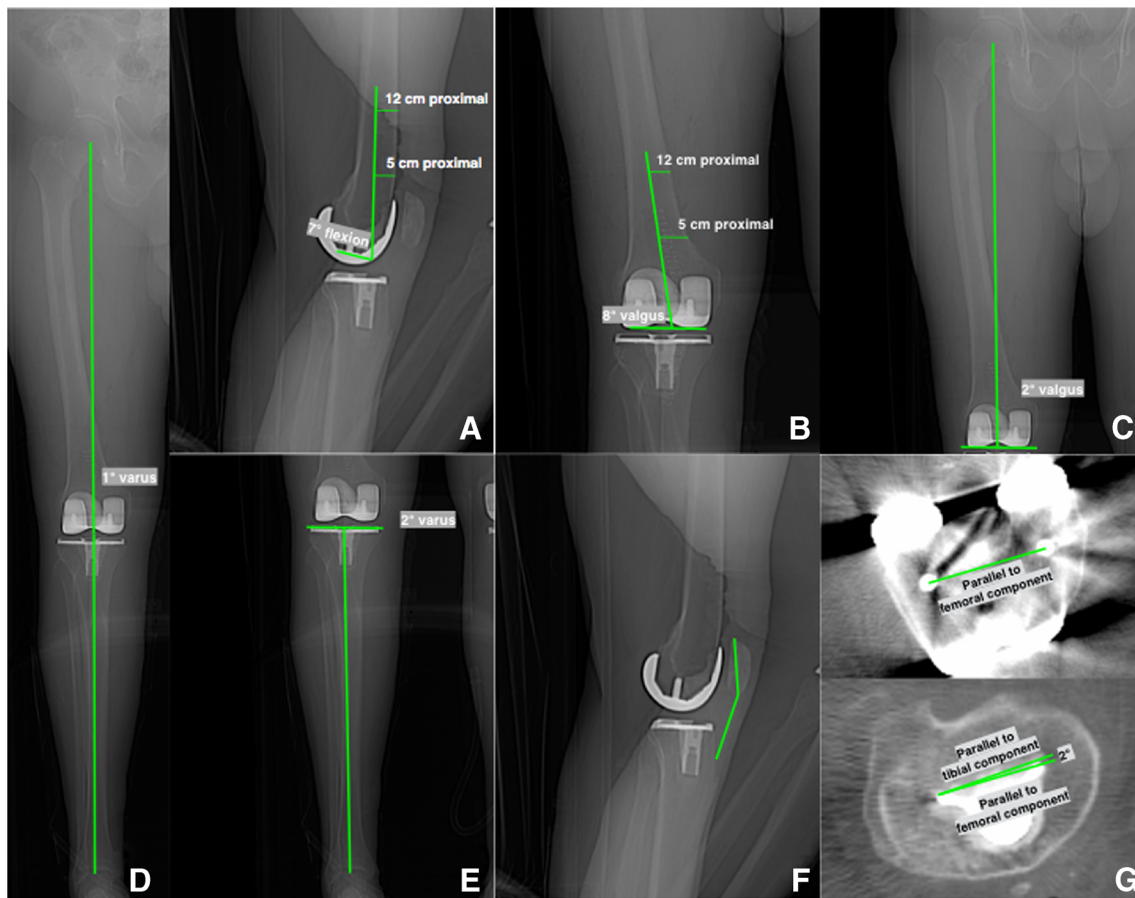 12 cm proximal
5 cm proximal
7° flexion
A
12 cm proximal
5 cm proximal
8° valgus
B
2° valgus
C
1° varus
D
2° varus
E
F
Parallel to
femoral component
Parallel to
tibial component
2°
Parallel to
femoral component
G